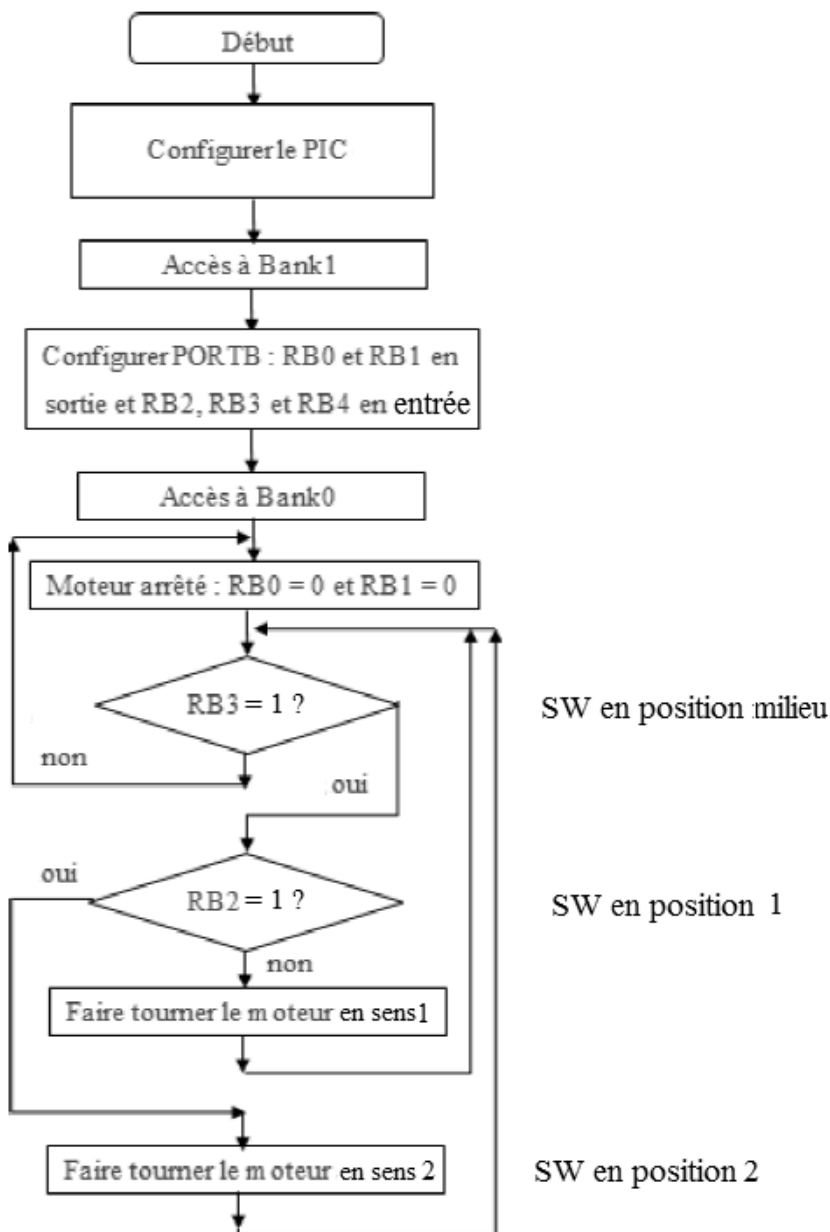 Début
Configurer le PIC
Accès à Bank1
Configurer PORTB : RB0 et RB1 en
sortie et RB2, RB3 et RB4 en entrée
Accès à Bank0
Moteur arrêté : RB0 = 0 et RB1 = 0
RB3 = 1 ?
SW en position milieu
non
oui
oui
RB2 = 1 ?
SW en position 1
non
Faire tourner le moteur en sens1
Faire tourner le moteur en sens 2
SW en position 2